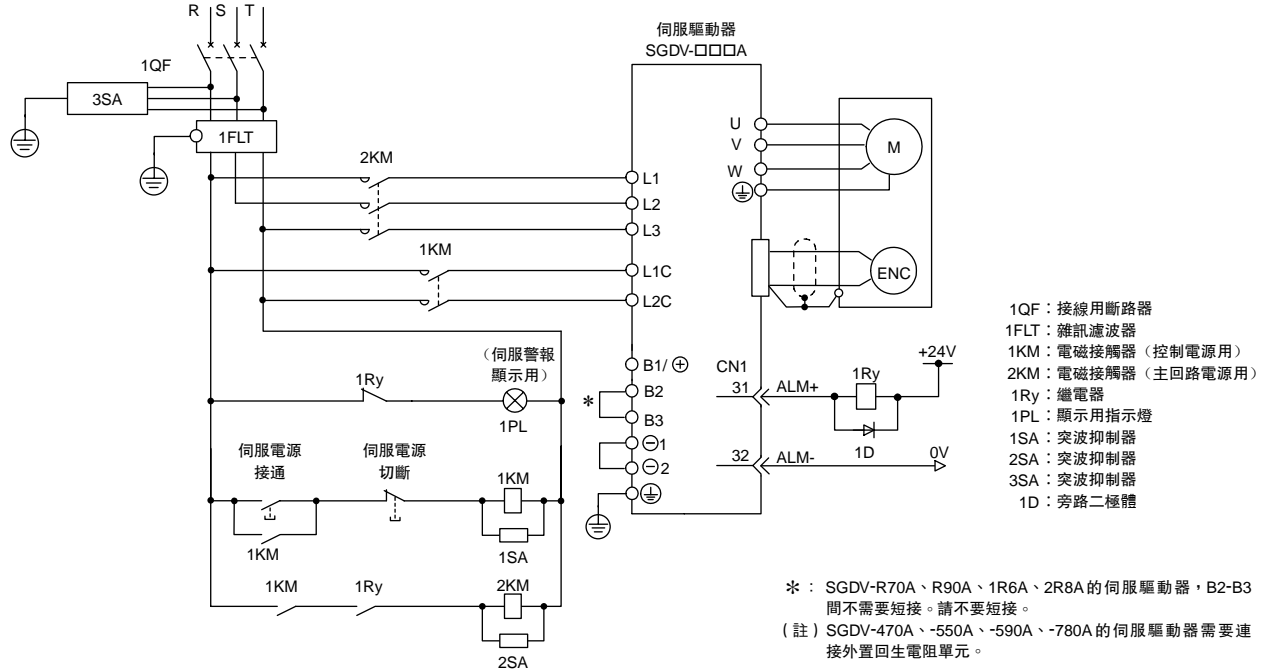 R S T
伺服驅動器
SGDV-□□□A
1QF
3SA
1FLT
U
V
W
M
2KM
L1
L2
L3
1KM
L1C
L2C
ENC
1QF：接線用斷路器
1FLT：雜訊濾波器
1KM：電磁接觸器（控制電源用）
2KM：電磁接觸器（主回路電源用）
1Ry：繼電器
1PL：顯示用指示燈
1SA：突波抑制器
2SA：突波抑制器
3SA：突波抑制器
1D：旁路二極體
（伺服警報
顯示用）
1Ry
1PL
B1/⊕
B2
＊
B3
⊖1
⊖2
CN1
31
ALM+
1Ry
+24V
1D
32
ALM-
0V
伺服電源
接通
伺服電源
切斷
1KM
1KM
1SA
1KM
1Ry
2KM
2SA
＊：SGDV-R70A、R90A、1R6A、2R8A的伺服驅動器，B2-B3
間不需要短接。請不要短接。
（註）SGDV-470A、-550A、-590A、-780A的伺服驅動器需要連
接外置回生電阻單元。